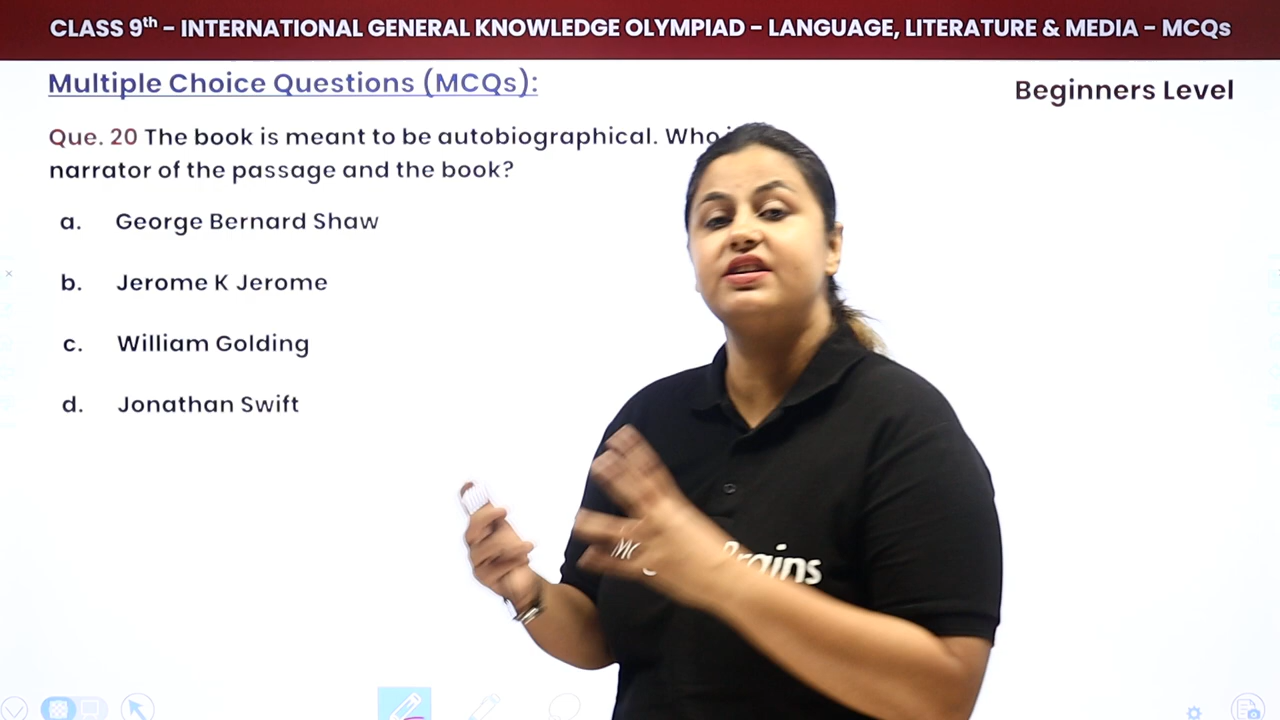 CLASS 9th - INTERNATIONAL GENERAL KNOWLEDGE OLYMPIAD - LANGUAGE, LITERATURE & MEDIA - MCQs
Multiple Choice Questions (MCQs):
Beginners Level
Que. 20 The book is meant to be autobiographical. Who
narrator of the passage and the book?
a. George Bernard Shaw
b. Jerome K Jerome
c. William Golding
d. Jonathan Swift